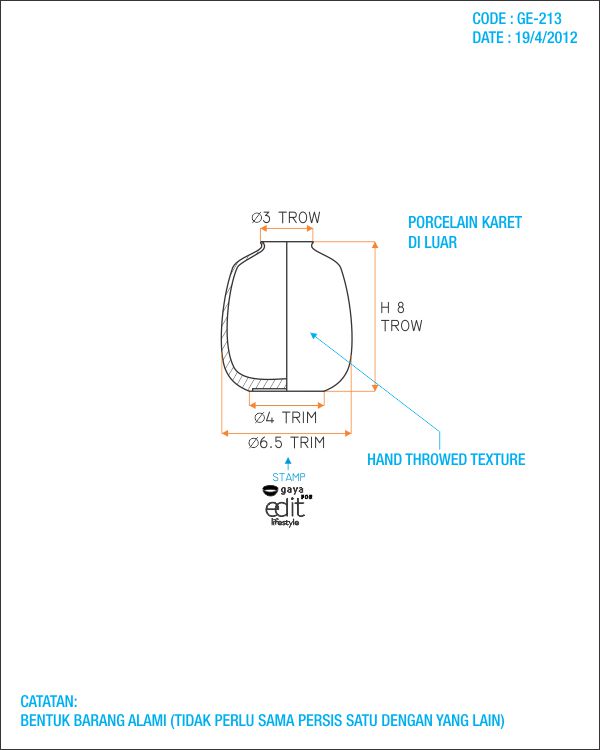 CODE : GE-213
DATE : 19/4/2012
Ø3 TROW
PORCELAIN KARET
DI LUAR
H 8
TROW
Ø4 TRIM
Ø6.5 TRIM
HAND THROWED TEXTURE
STAMP
gaya
FOR
edit
lifestyle
CATATAN:
BENTUK BARANG ALAMI (TIDAK PERLU SAMA PERSIS SATU DENGAN YANG LAIN)